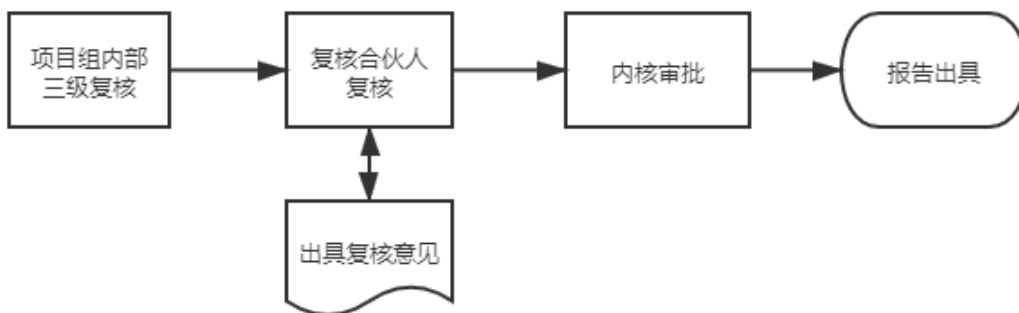 项目组内部
三级复核
复核合伙人
复核
内核审批
报告出具
出具复核意见